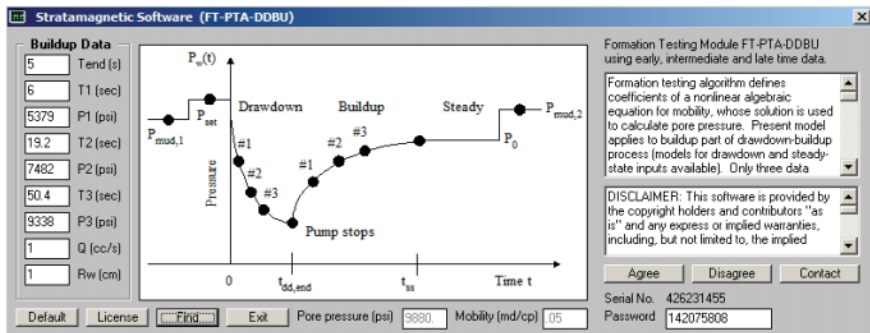 Stratamagnetic Software (FT-PTA-DDBU)
Buildup Data
5 Tend (s)
6 T1 (sec)
5379 P1 (psi)
19.2 T2 (sec)
7482 P2 (psi)
50.4 T3 (sec)
9338 P3 (psi)
1 Q (cc/s)
1 Rw (cm)
Pw(t)
Drawdown Buildup Steady
Pmud,1
Pset
Pmud,2
P0
#1
#2
#3
#1
#2
#3
Pressure
Pump stops
0 tdd,end tss Time t
Formation Testing Module FT-PTA-DDBU
using early, intermediate and late time data.
Formation testing algorithm defines
coefficients of a nonlinear algebraic
equation for mobility, whose solution is used
to calculate pore pressure. Present model
applies to buildup part of drawdown-buildup
process (models for drawdown and steady-
state inputs available). Only three data
DISCLAIMER: This software is provided by
the copyright holders and contributors "as
is" and any express or implied warranties,
including, but not limited to, the implied
Agree Disagree Contact
Serial No. 426231455
Password 142075808
Default License Find Exit Pore pressure (psi) 9880. Mobility (md/cp) .05